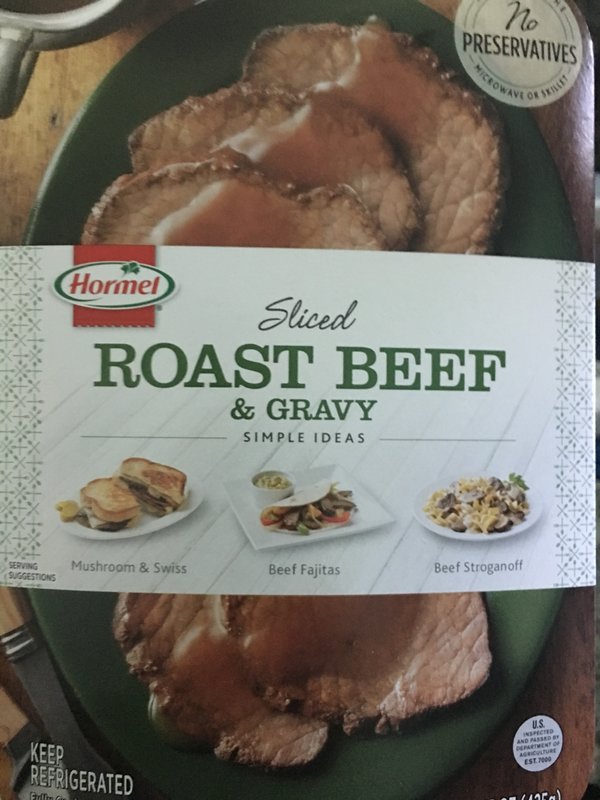 No
PRESERVATIVES
MICROWAVE OR SKILLET
Hormel
Sliced
ROAST BEEF
& GRAVY
SIMPLE IDEAS
SERVING
SUGGESTIONS
Mushroom & Swiss
Beef Fajitas
Beef Stroganoff
KEEP
REFRIGERATED
U.S.
INSPECTED
AND PASSED BY
DEPARTMENT OF
AGRICULTURE
EST. 7000
(425g)